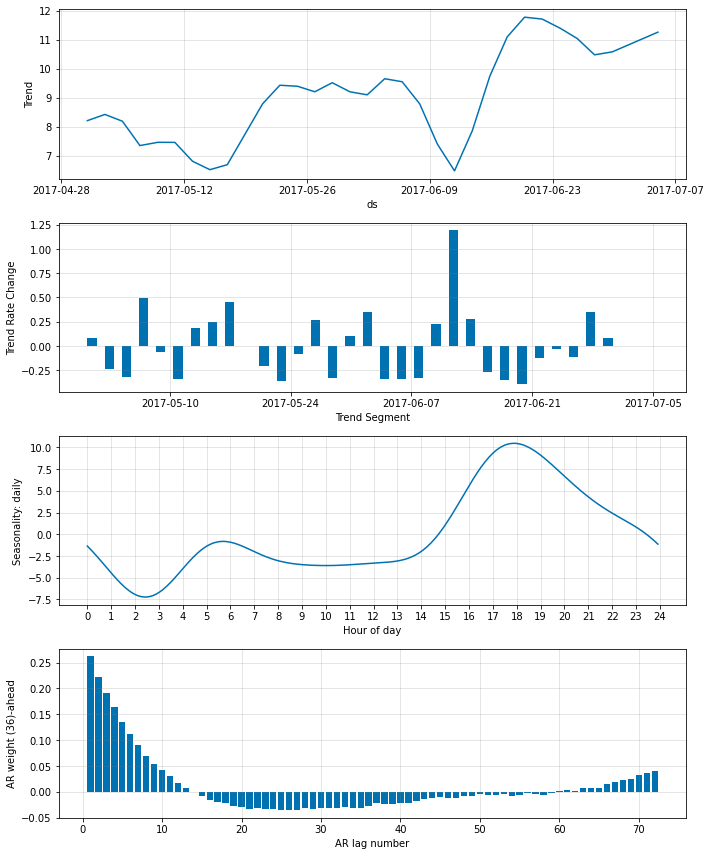 12
11
10
9
8
7
Trend
2017-04-28 2017-05-12 2017-05-26 2017-06-09 2017-06-23 2017-07-07
ds
1.25
1.00
0.75
0.50
0.25
0.00
−0.25
Trend Rate Change
2017-05-10 2017-05-24 2017-06-07 2017-06-21 2017-07-05
Trend Segment
10.0
7.5
5.0
2.5
0.0
−2.5
−5.0
−7.5
Seasonality: daily
0 1 2 3 4 5 6 7 8 9 10 11 12 13 14 15 16 17 18 19 20 21 22 23 24
Hour of day
0.25
0.20
0.15
0.10
0.05
0.00
−0.05
AR weight (36)-ahead
0 10 20 30 40 50 60 70
AR lag number